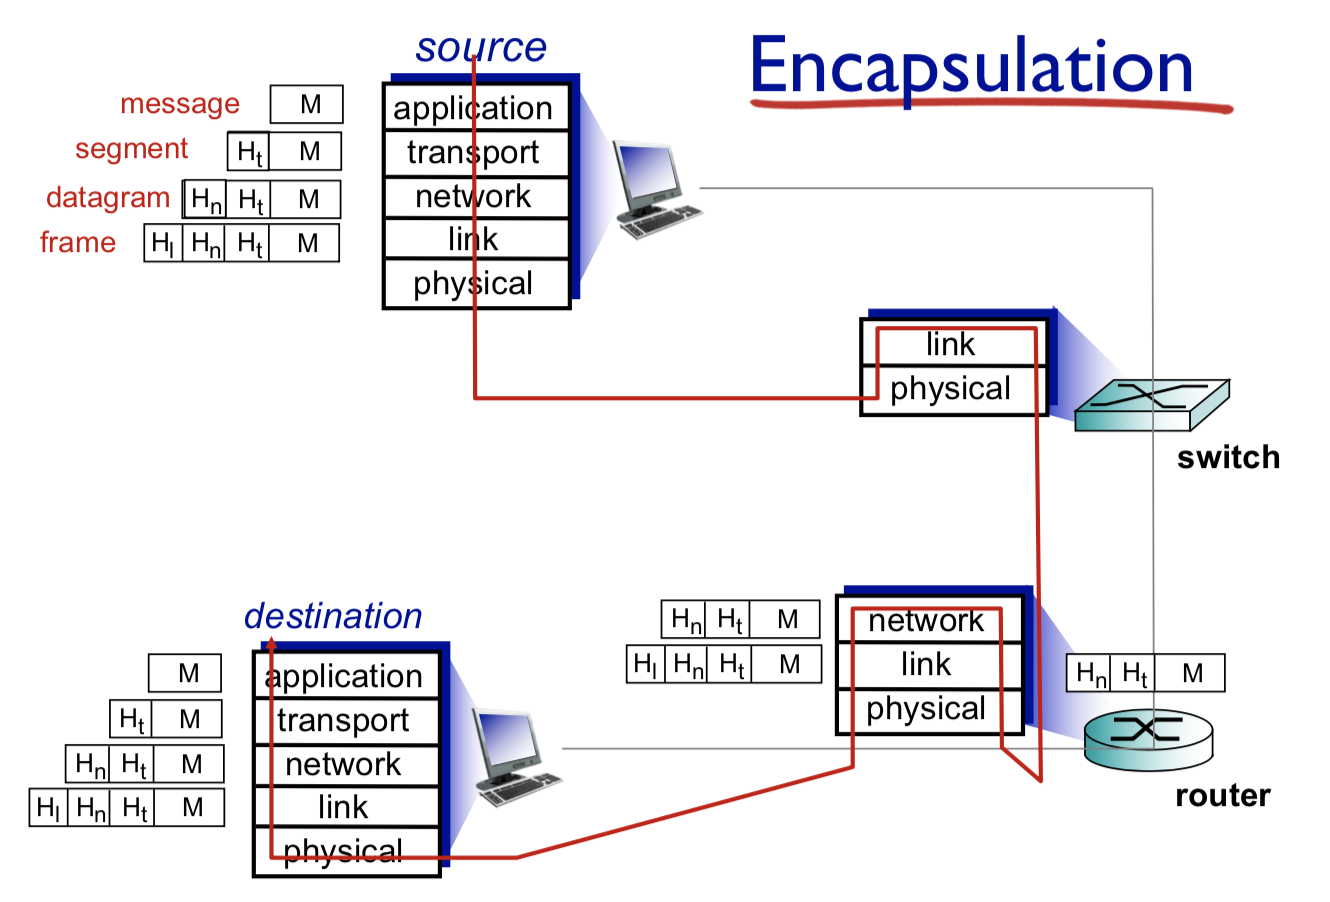 source
Encapsulation
message M
segment Ht M
datagram Hn Ht M
frame Hl Hn Ht M
application
transport
network
link
physical
link
physical
switch
destination
M
Ht M
Hn Ht M
Hl Hn Ht M
application
transport
network
link
physical
Hn Ht M
Hl Hn Ht M
network
link
physical
Hn Ht M
router